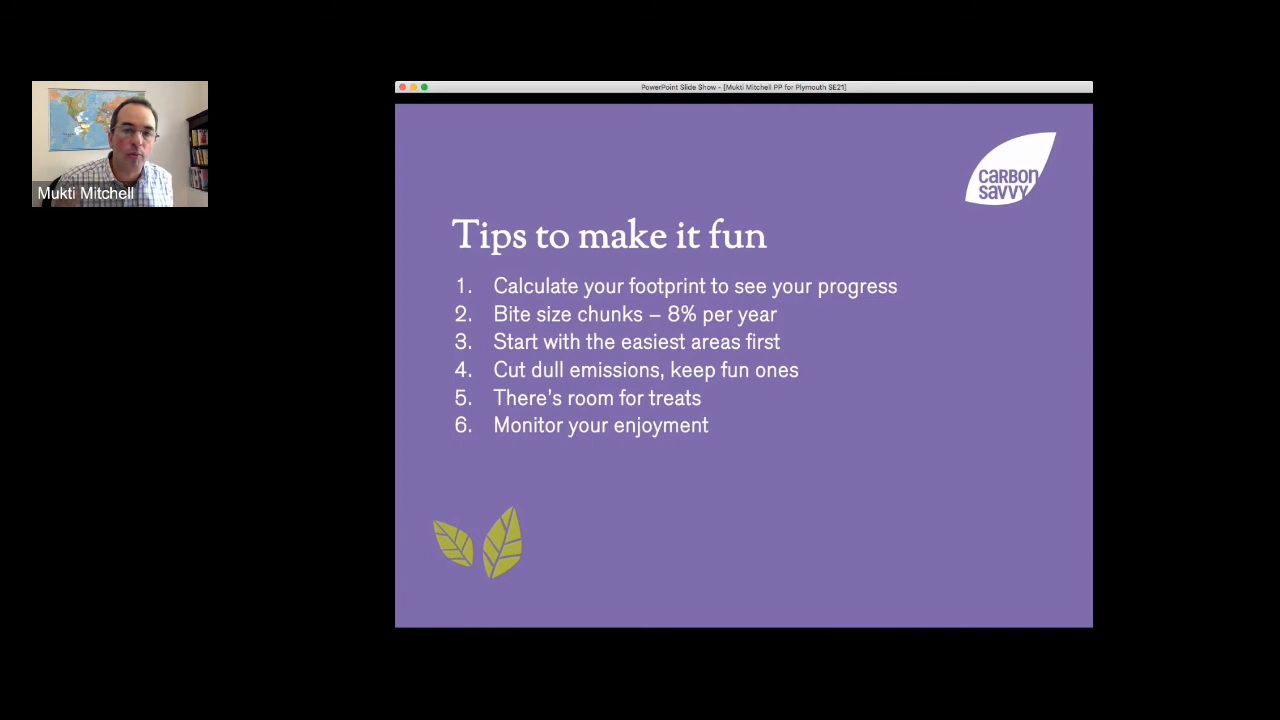 PowerPoint Slide Show - [Mukti Mitchell PP for Plymouth SE21]
CARBON
SAVVY
Mukti Mitchell
Tips to make it fun
1. Calculate your footprint to see your progress
2. Bite size chunks – 8% per year
3. Start with the easiest areas first
4. Cut dull emissions, keep fun ones
5. There's room for treats
6. Monitor your enjoyment